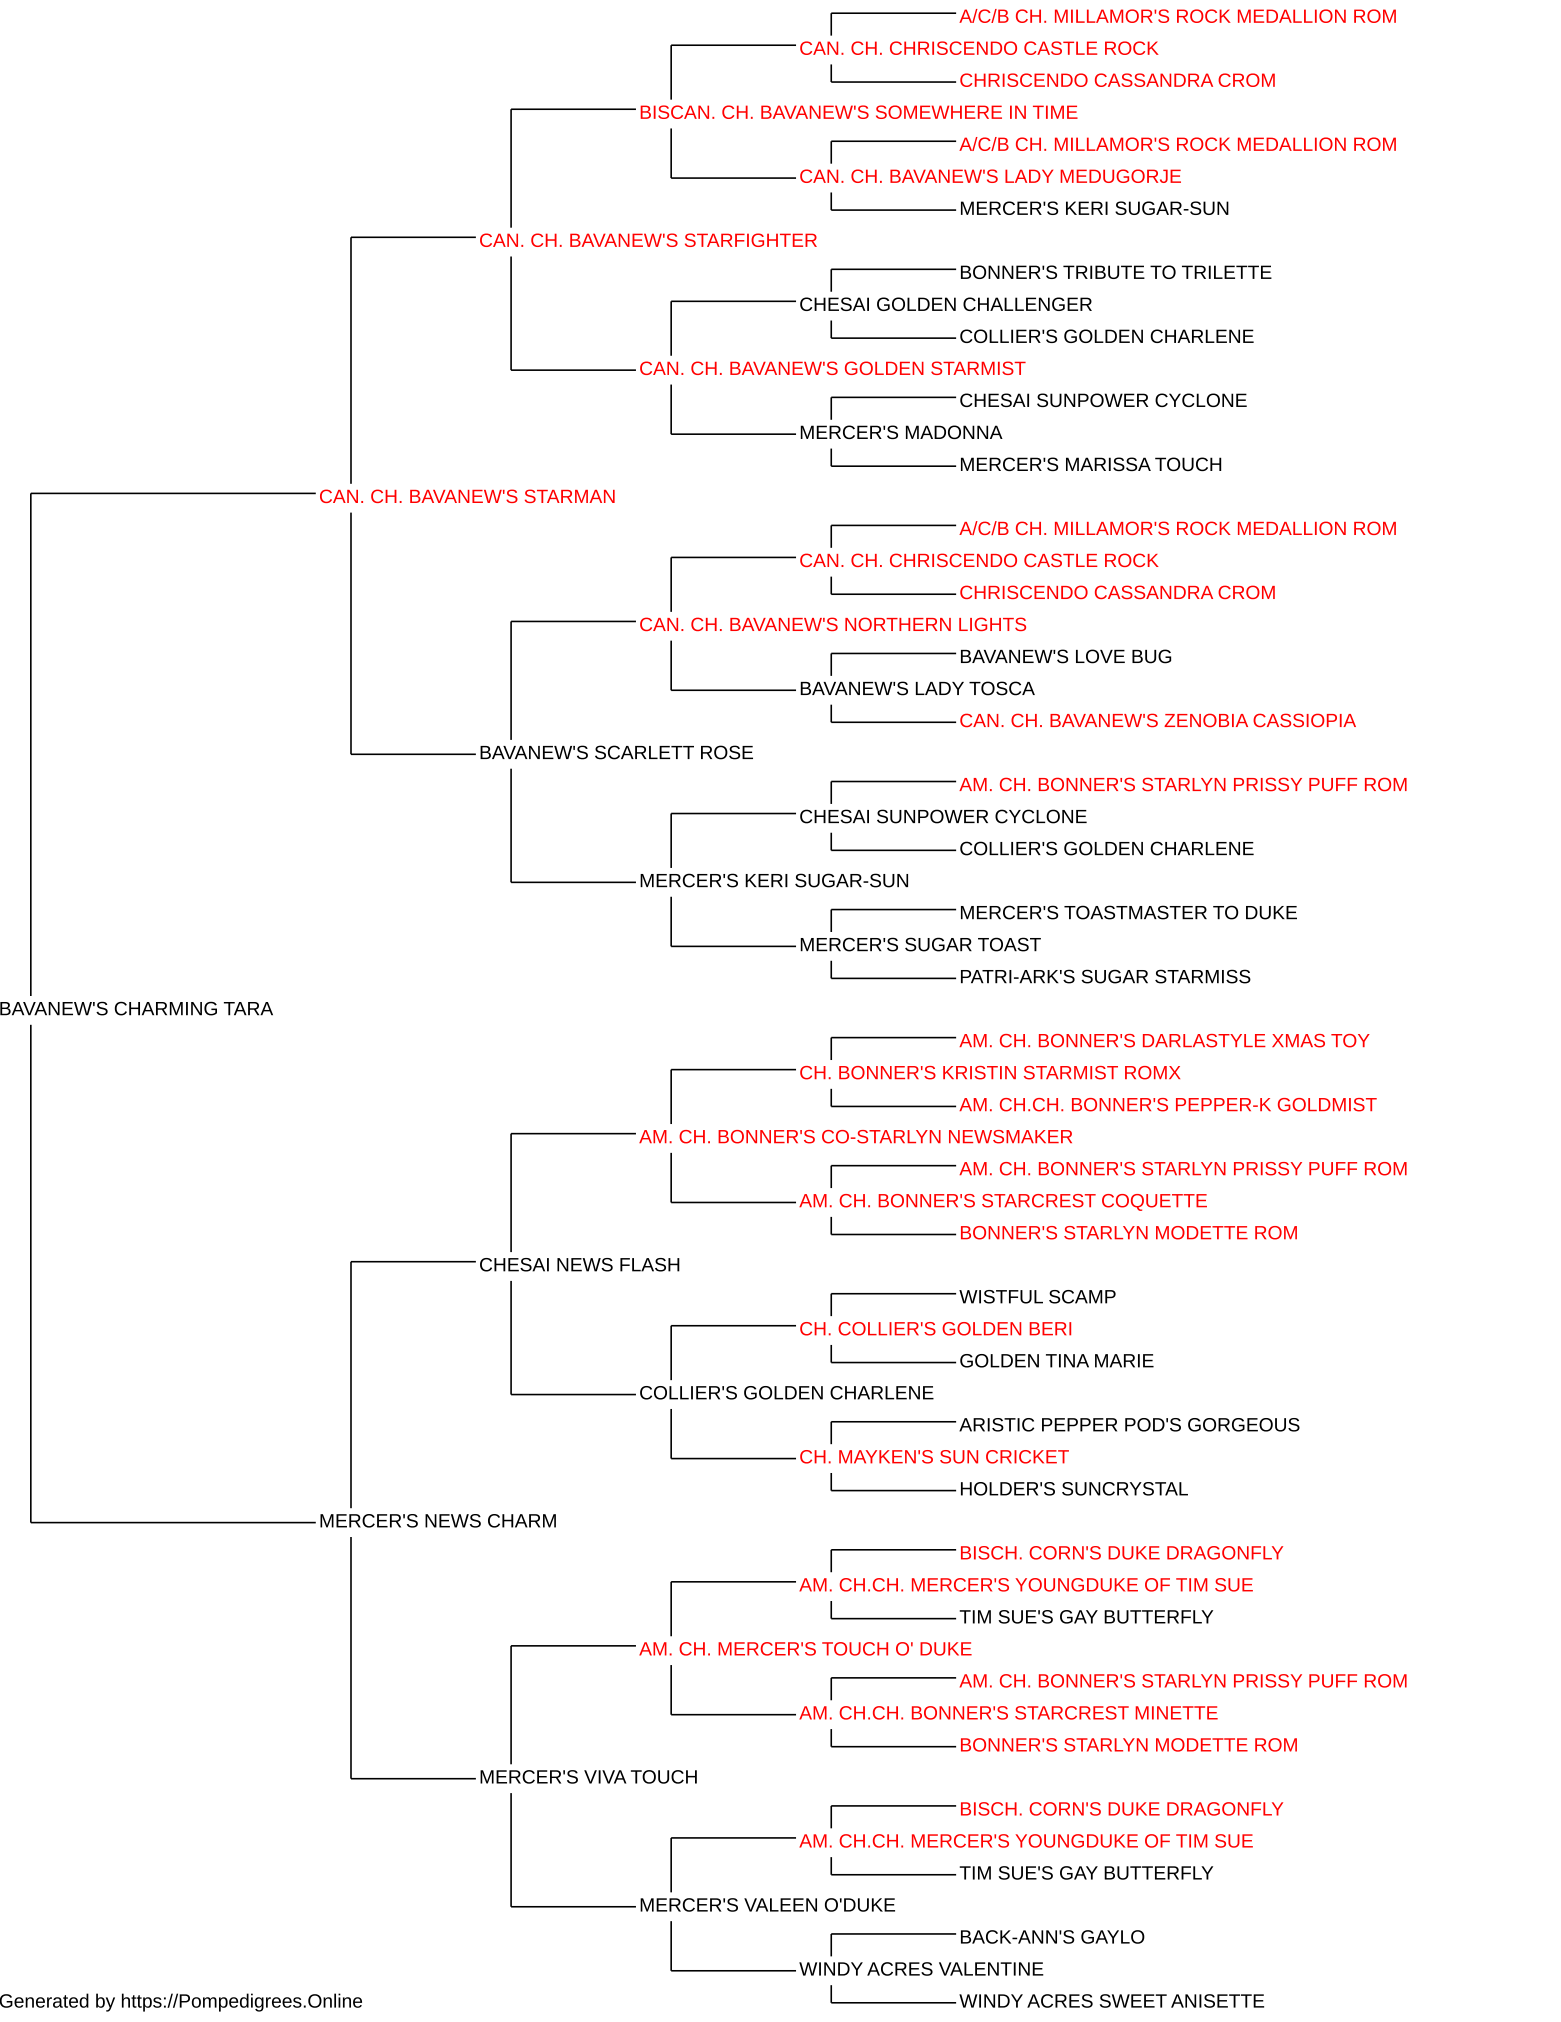 A/C/B CH. MILLAMOR'S ROCK MEDALLION ROM
CAN. CH. CHRISCENDO CASTLE ROCK
CHRISCENDO CASSANDRA CROM
BISCAN. CH. BAVANEW'S SOMEWHERE IN TIME
A/C/B CH. MILLAMOR'S ROCK MEDALLION ROM
CAN. CH. BAVANEW'S LADY MEDUGORJE
MERCER'S KERI SUGAR-SUN
CAN. CH. BAVANEW'S STARFIGHTER
BONNER'S TRIBUTE TO TRILETTE
CHESAI GOLDEN CHALLENGER
COLLIER'S GOLDEN CHARLENE
CAN. CH. BAVANEW'S GOLDEN STARMIST
CHESAI SUNPOWER CYCLONE
MERCER'S MADONNA
MERCER'S MARISSA TOUCH
CAN. CH. BAVANEW'S STARMAN
A/C/B CH. MILLAMOR'S ROCK MEDALLION ROM
CAN. CH. CHRISCENDO CASTLE ROCK
CHRISCENDO CASSANDRA CROM
CAN. CH. BAVANEW'S NORTHERN LIGHTS
BAVANEW'S LOVE BUG
BAVANEW'S LADY TOSCA
CAN. CH. BAVANEW'S ZENOBIA CASSIOPIA
BAVANEW'S SCARLETT ROSE
AM. CH. BONNER'S STARLYN PRISSY PUFF ROM
CHESAI SUNPOWER CYCLONE
COLLIER'S GOLDEN CHARLENE
MERCER'S KERI SUGAR-SUN
MERCER'S TOASTMASTER TO DUKE
MERCER'S SUGAR TOAST
PATRI-ARK'S SUGAR STARMISS
BAVANEW'S CHARMING TARA
AM. CH. BONNER'S DARLASTYLE XMAS TOY
CH. BONNER'S KRISTIN STARMIST ROMX
AM. CH.CH. BONNER'S PEPPER-K GOLDMIST
AM. CH. BONNER'S CO-STARLYN NEWSMAKER
AM. CH. BONNER'S STARLYN PRISSY PUFF ROM
AM. CH. BONNER'S STARCREST COQUETTE
BONNER'S STARLYN MODETTE ROM
CHESAI NEWS FLASH
WISTFUL SCAMP
CH. COLLIER'S GOLDEN BERI
GOLDEN TINA MARIE
COLLIER'S GOLDEN CHARLENE
ARISTIC PEPPER POD'S GORGEOUS
CH. MAYKEN'S SUN CRICKET
HOLDER'S SUNCRYSTAL
MERCER'S NEWS CHARM
BISCH. CORN'S DUKE DRAGONFLY
AM. CH.CH. MERCER'S YOUNGDUKE OF TIM SUE
TIM SUE'S GAY BUTTERFLY
AM. CH. MERCER'S TOUCH O' DUKE
AM. CH. BONNER'S STARLYN PRISSY PUFF ROM
AM. CH.CH. BONNER'S STARCREST MINETTE
BONNER'S STARLYN MODETTE ROM
MERCER'S VIVA TOUCH
BISCH. CORN'S DUKE DRAGONFLY
AM. CH.CH. MERCER'S YOUNGDUKE OF TIM SUE
TIM SUE'S GAY BUTTERFLY
MERCER'S VALEEN O'DUKE
BACK-ANN'S GAYLO
WINDY ACRES VALENTINE
WINDY ACRES SWEET ANISETTE
Generated by https://Pompedigrees.Online